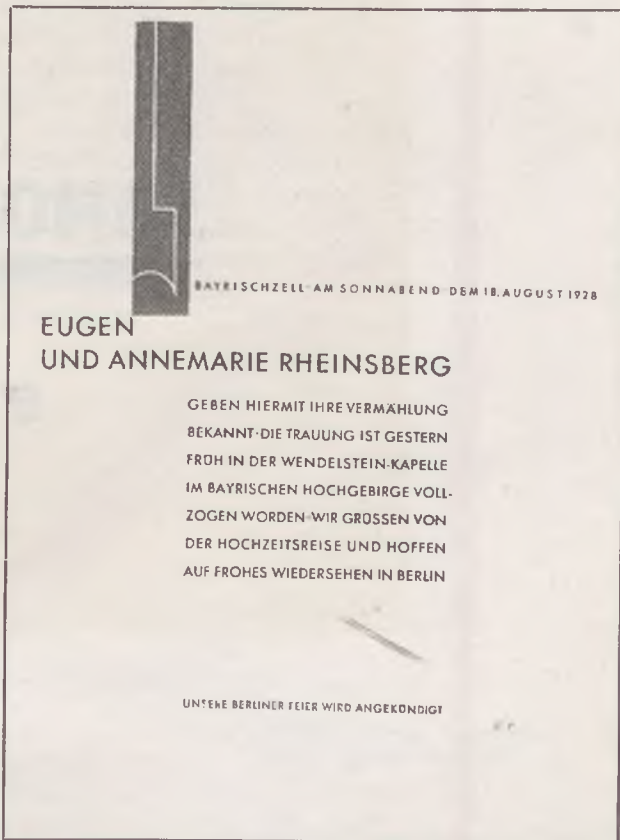 BAYRISCHZELL·AM SONNABEND·DEM 18. AUGUST 1928
EUGEN
UND ANNEMARIE RHEINSBERG
GEBEN HIERMIT IHRE VERMÄHLUNG
BEKANNT·DIE TRAUUNG IST GESTERN
FRÜH IN DER WENDELSTEIN-KAPELLE
IM BAYRISCHEN HOCHGEBIRGE VOLL-
ZOGEN WORDEN·WIR GRÜSSEN VON
DER HOCHZEITSREISE UND HOFFEN
AUF FROHES WIEDERSEHEN IN BERLIN
UNSERE BERLINER FEIER WIRD ANGEKÜNDIGT